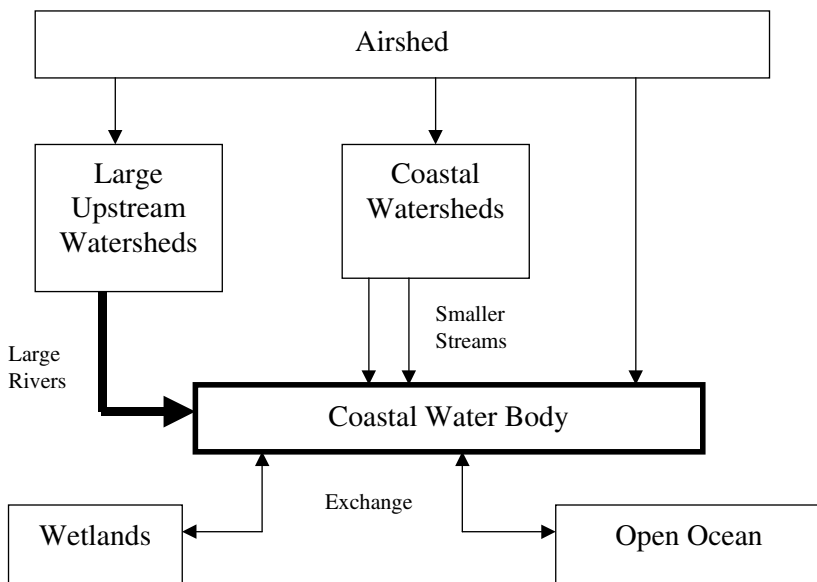 Airshed
Large
Upstream
Watersheds
Coastal
Watersheds
Smaller
Streams
Large
Rivers
Coastal Water Body
Exchange
Wetlands
Open Ocean